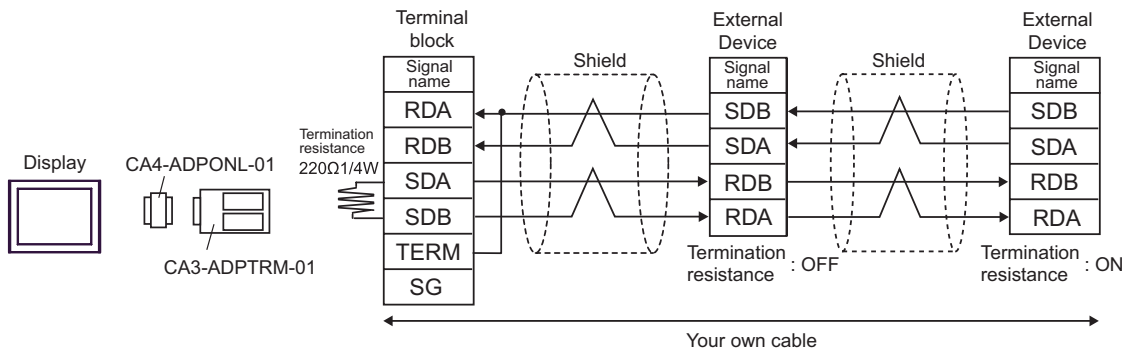 Display
CA4-ADPONL-01
CA3-ADPTRM-01
Termination
resistance
220Ω1/4W
Terminal
block
Signal
name
RDA
RDB
SDA
SDB
TERM
SG
Shield
External
Device
Signal
name
SDB
SDA
RDB
RDA
Termination
resistance : OFF
Shield
External
Device
Signal
name
SDB
SDA
RDB
RDA
Termination
resistance : ON
Your own cable